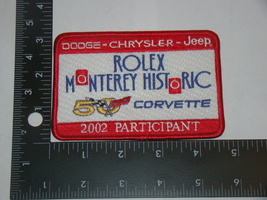 DODGE - CHRYSLER - Jeep
ROLEX
MONTEREY HISTORIC
50 CORVETTE
2002 PARTICIPANT